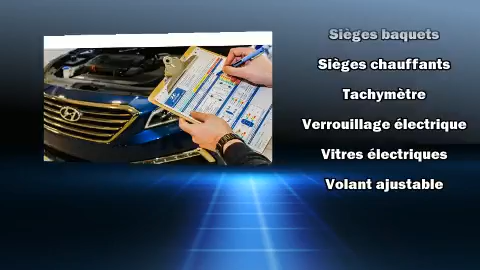 Sièges baquets
Sièges chauffants
Tachymètre
Verrouillage électrique
Vitres électriques
Volant ajustable